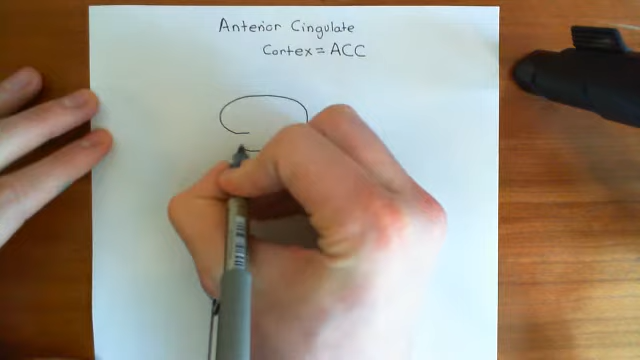 Anterior Cingulate
Cortex = ACC